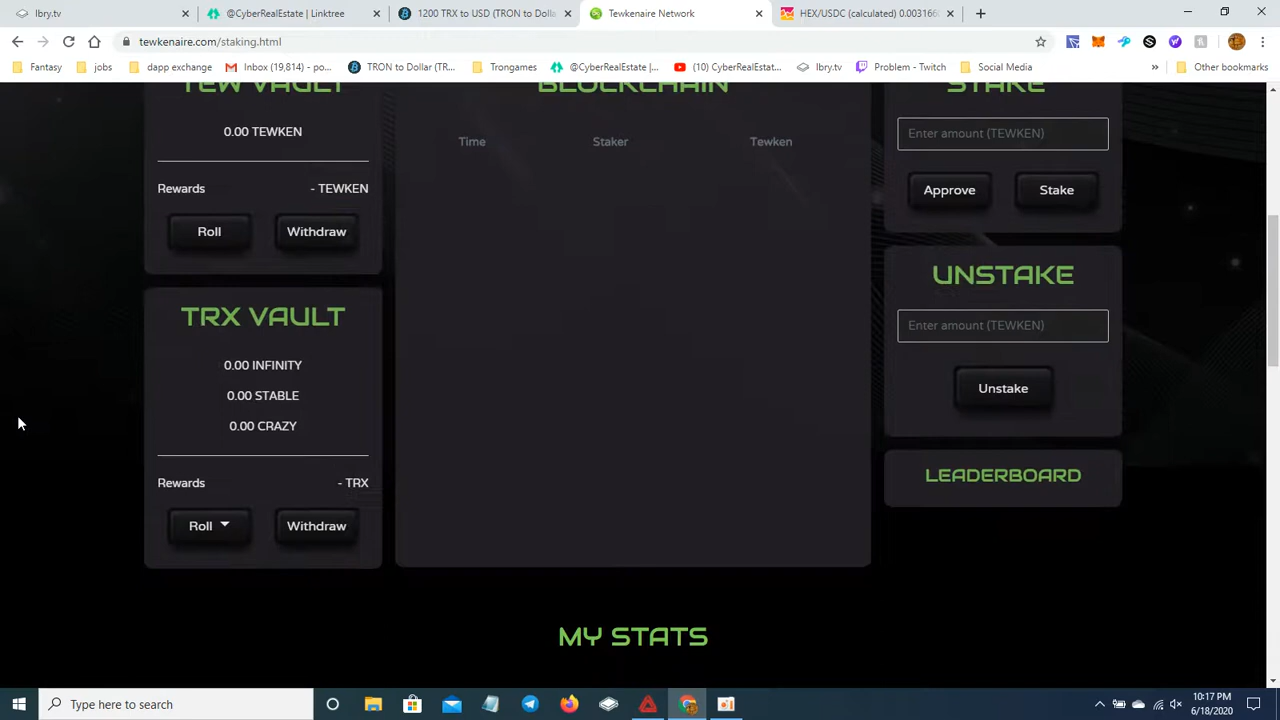 lbry.tv
@CyberRealEstate | Linktree
1200 TRX to USD (TRON to Dolla
Tewkenaire Network
HEX/USDC (calculated) 0.003166
tewkenaire.com/staking.html
Fantasy
jobs
dapp exchange
Inbox (19,814) - po...
TRON to Dollar (TR...
Trongames
@CyberRealEstate |...
(10) CyberRealEstat...
lbry.tv
Problem - Twitch
Social Media
»
Other bookmarks
TEW VAULT
0.00 TEWKEN
Rewards - TEWKEN
Roll Withdraw
TRX VAULT
0.00 INFINITY
0.00 STABLE
0.00 CRAZY
Rewards - TRX
Roll Withdraw
BLOCKCHAIN
Time Staker Tewken
STAKE
Enter amount (TEWKEN)
Approve Stake
UNSTAKE
Enter amount (TEWKEN)
Unstake
LEADERBOARD
MY STATS
Type here to search
10:17 PM
6/18/2020